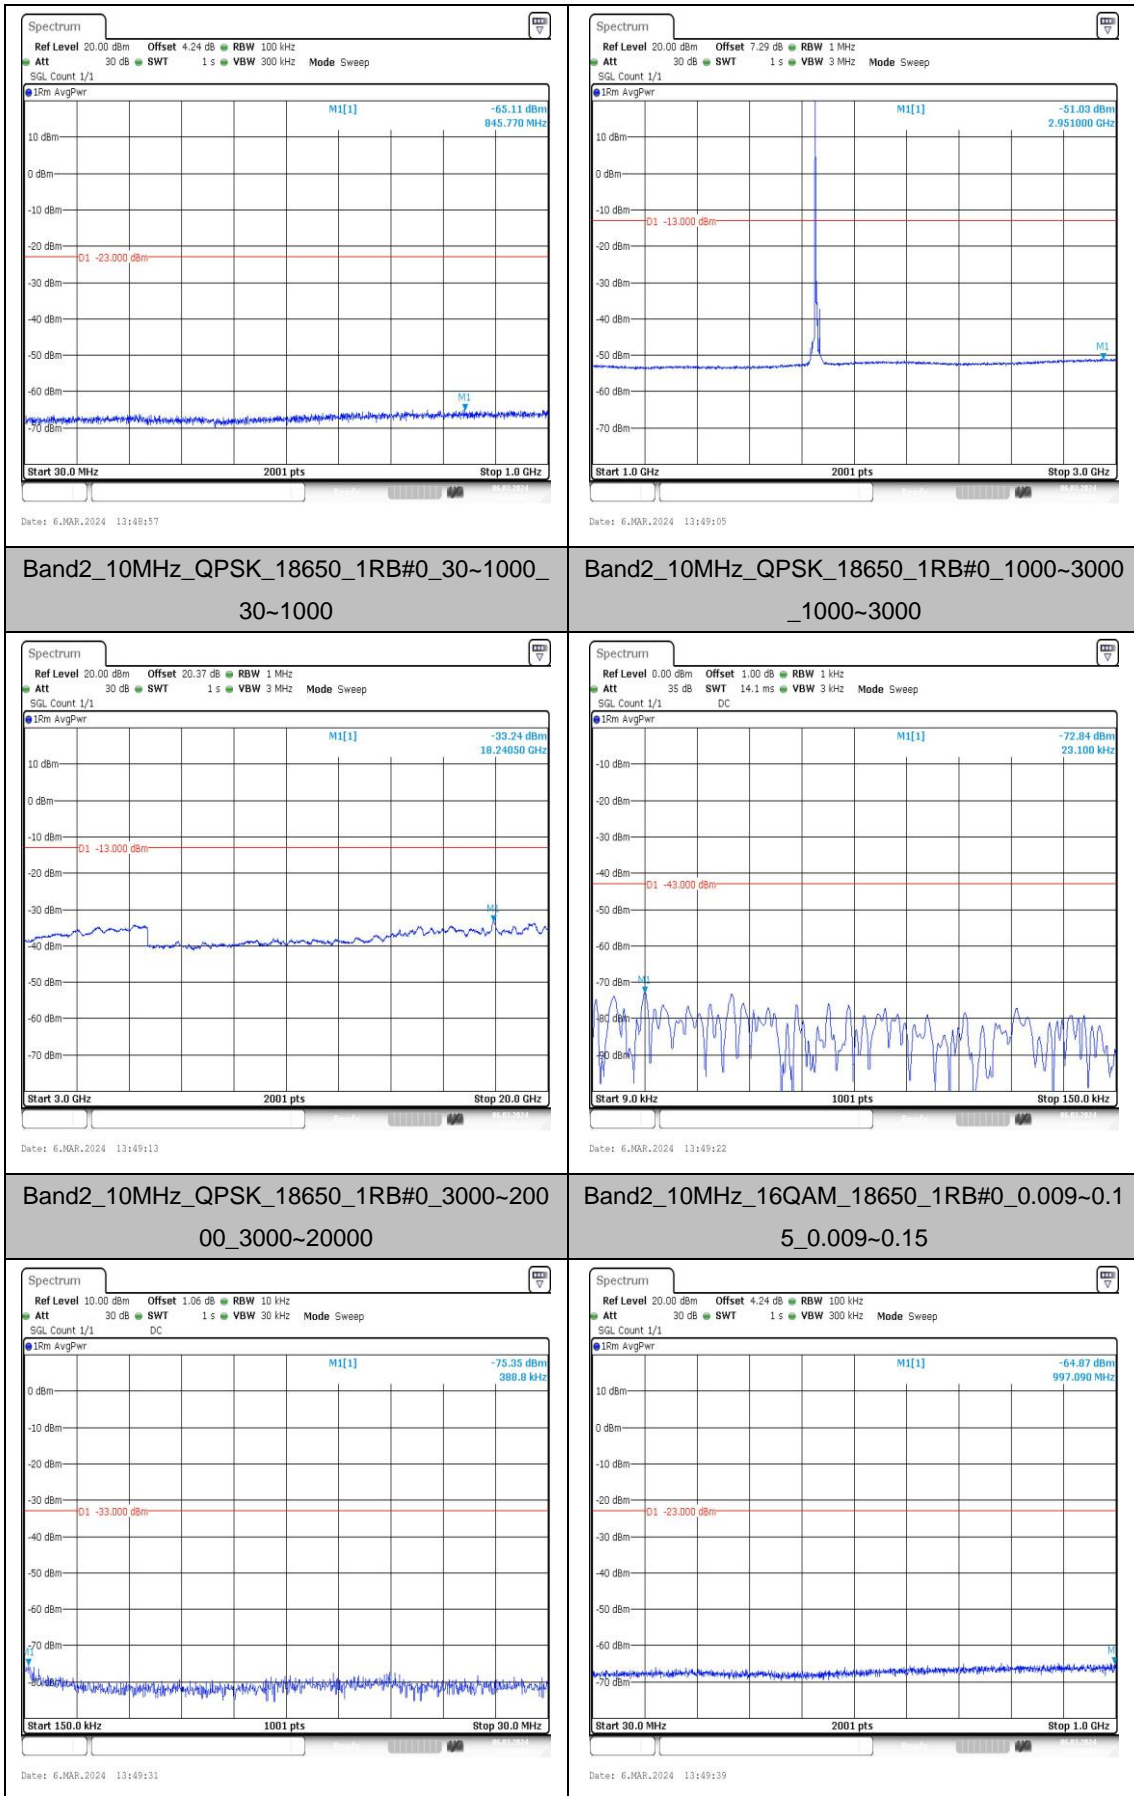 Spectrum
Ref Level 20.00 dBm Offset 4.24 dB RBW 100 kHz
Att 30 dB SWT 1 s VBW 300 kHz Mode Sweep
SGL Count 1/1
1Rm AvgPwr
M1[1] -65.11 dBm
845.770 MHz
10 dBm
0 dBm
-10 dBm
-20 dBm
D1 -23.000 dBm
-30 dBm
-40 dBm
-50 dBm
-60 dBm
M1
-70 dBm
Start 30.0 MHz 2001 pts Stop 1.0 GHz
Date: 6.MAR.2024 13:48:57
Spectrum
Ref Level 20.00 dBm Offset 7.29 dB RBW 1 MHz
Att 30 dB SWT 1 s VBW 3 MHz Mode Sweep
SGL Count 1/1
1Rm AvgPwr
M1[1] -51.03 dBm
2.951000 GHz
10 dBm
0 dBm
-10 dBm
D1 -13.000 dBm
-20 dBm
-30 dBm
-40 dBm
-50 dBm
M1
-60 dBm
-70 dBm
Start 1.0 GHz 2001 pts Stop 3.0 GHz
Date: 6.MAR.2024 13:49:05
Band2_10MHz_QPSK_18650_1RB#0_30~1000_
30~1000
Band2_10MHz_QPSK_18650_1RB#0_1000~3000
_1000~3000
Spectrum
Ref Level 20.00 dBm Offset 20.37 dB RBW 1 MHz
Att 30 dB SWT 1 s VBW 3 MHz Mode Sweep
SGL Count 1/1
1Rm AvgPwr
M1[1] -33.24 dBm
18.24050 GHz
10 dBm
0 dBm
-10 dBm
D1 -13.000 dBm
-20 dBm
-30 dBm
M1
-40 dBm
-50 dBm
-60 dBm
-70 dBm
Start 3.0 GHz 2001 pts Stop 20.0 GHz
Date: 6.MAR.2024 13:49:13
Spectrum
Ref Level 0.00 dBm Offset 1.00 dB RBW 1 kHz
Att 35 dB SWT 14.1 ms VBW 3 kHz Mode Sweep
SGL Count 1/1 DC
1Rm AvgPwr
M1[1] -72.84 dBm
23.100 kHz
-10 dBm
-20 dBm
-30 dBm
-40 dBm
D1 -43.000 dBm
-50 dBm
-60 dBm
-70 dBm
M1
-80 dBm
-90 dBm
Start 9.0 kHz 1001 pts Stop 150.0 kHz
Date: 6.MAR.2024 13:49:22
Band2_10MHz_QPSK_18650_1RB#0_3000~200
00_3000~20000
Band2_10MHz_16QAM_18650_1RB#0_0.009~0.1
5_0.009~0.15
Spectrum
Ref Level 10.00 dBm Offset 1.06 dB RBW 10 kHz
Att 30 dB SWT 1 s VBW 30 kHz Mode Sweep
SGL Count 1/1 DC
1Rm AvgPwr
M1[1] -75.35 dBm
388.8 kHz
0 dBm
-10 dBm
-20 dBm
-30 dBm
D1 -33.000 dBm
-40 dBm
-50 dBm
-60 dBm
-70 dBm
-80 dBm
Start 150.0 kHz 1001 pts Stop 30.0 MHz
Date: 6.MAR.2024 13:49:31
Spectrum
Ref Level 20.00 dBm Offset 4.24 dB RBW 100 kHz
Att 30 dB SWT 1 s VBW 300 kHz Mode Sweep
SGL Count 1/1
1Rm AvgPwr
M1[1] -64.87 dBm
997.090 MHz
10 dBm
0 dBm
-10 dBm
-20 dBm
D1 -23.000 dBm
-30 dBm
-40 dBm
-50 dBm
-60 dBm
-70 dBm
Start 30.0 MHz 2001 pts Stop 1.0 GHz
Date: 6.MAR.2024 13:49:39